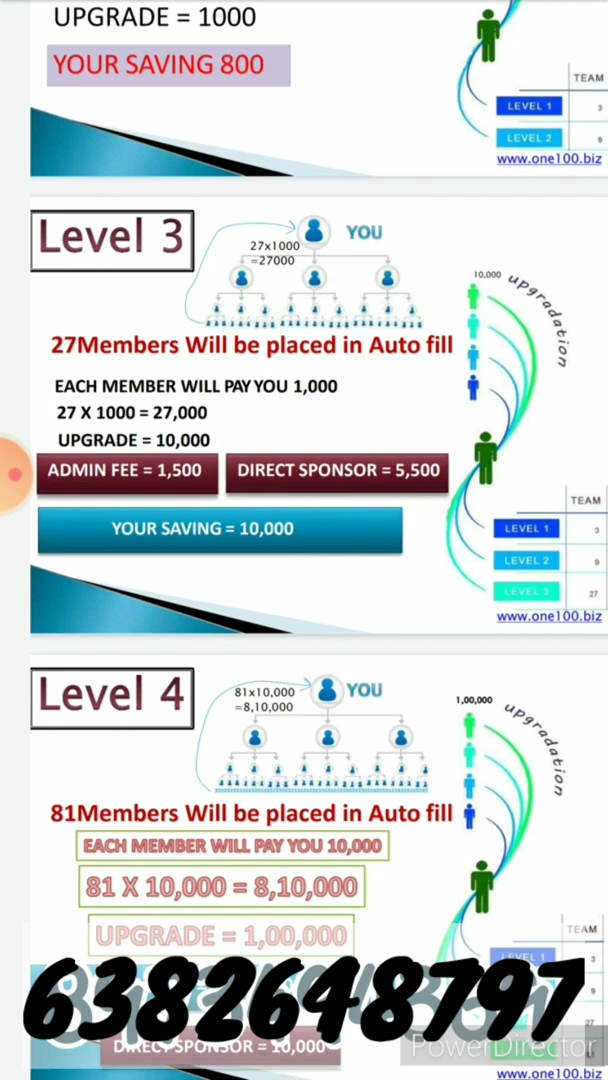 UPGRADE = 1000
YOUR SAVING 800
TEAM
LEVEL 1 3
LEVEL 2 9
www.one100.biz
Level 3
YOU
27x1000
=27000
10,000
upgradation
27Members Will be placed in Auto fill
EACH MEMBER WILL PAY YOU 1,000
27 X 1000 = 27,000
UPGRADE = 10,000
ADMIN FEE = 1,500
DIRECT SPONSOR = 5,500
YOUR SAVING = 10,000
TEAM
LEVEL 1 3
LEVEL 2 9
LEVEL 3 27
www.one100.biz
Level 4
YOU
81x10,000
=8,10,000
1,00,000
upgradation
81Members Will be placed in Auto fill
EACH MEMBER WILL PAY YOU 10,000
81 X 10,000 = 8,10,000
UPGRADE = 1,00,000
TEAM
LEVEL 1 3
9
27
6382648797
DIRECT SPONSOR = 10,000
PowerDirector
www.one100.biz